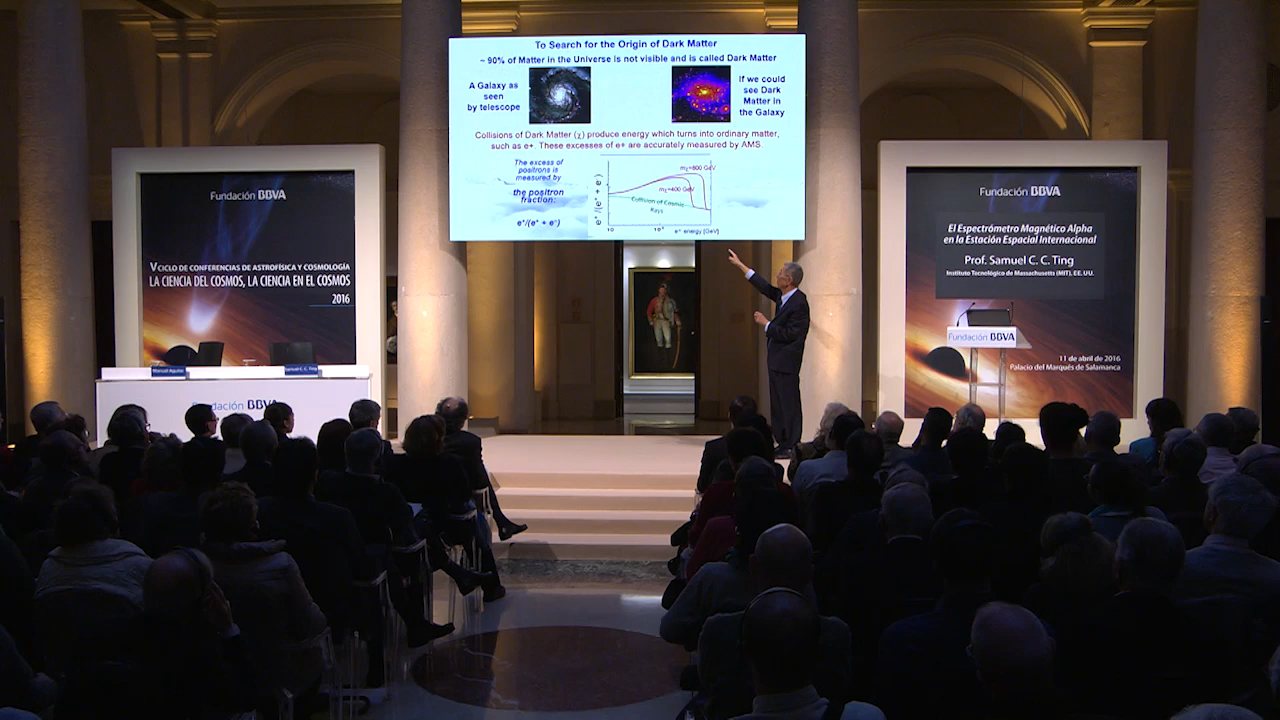 To Search for the Origin of Dark Matter
~ 90% of Matter in the Universe is not visible and is called Dark Matter
A Galaxy as
seen
by telescope
If we could
see Dark
Matter in
the Galaxy
Collisions of Dark Matter (χ) produce energy which turns into ordinary matter,
such as e+. These excesses of e+ are accurately measured by AMS.
The excess of
positrons is
measured by
the positron
fraction:
e⁺/(e⁺ + e⁻)
e⁺/(e⁺ + e⁻)
mχ=800 GeV
mχ=400 GeV
Collision of Cosmic
Rays
10
10²
e⁺ energy [GeV]
Fundación BBVA
V CICLO DE CONFERENCIAS DE ASTROFÍSICA Y COSMOLOGÍA
LA CIENCIA DEL COSMOS, LA CIENCIA EN EL COSMOS
2016
Manuel Aguilar
Samuel C. C. Ting
Fundación BBVA
Fundación BBVA
El Espectrómetro Magnético Alpha
en la Estación Espacial Internacional
Prof. Samuel C. C. Ting
Instituto Tecnológico de Massachusetts (MIT), EE. UU.
Fundación BBVA
11 de abril de 2016
Palacio del Marqués de Salamanca